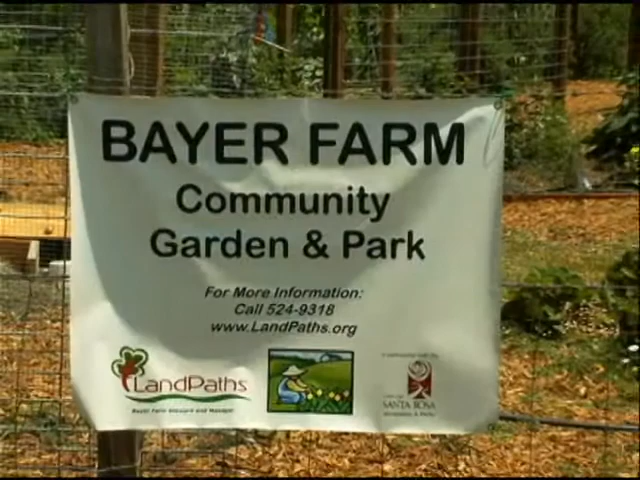 BAYER FARM
Community
Garden & Park
For More Information:
Call 524-9318
www.LandPaths.org
LandPaths
SANTA ROSA